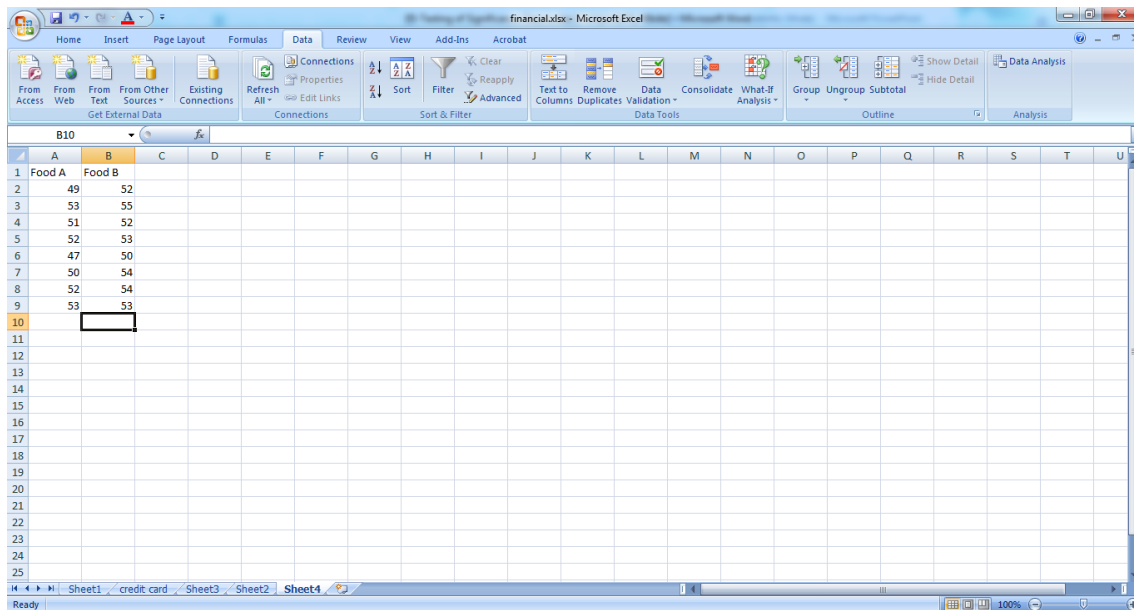 financial.xlsx - Microsoft Excel
Home Insert Page Layout Formulas Data Review View Add-Ins Acrobat
From Access From Web From Text From Other Sources Existing Connections
Get External Data
Refresh All Connections Properties Edit Links
Connections
Sort Filter Clear Reapply Advanced
Sort & Filter
Text to Columns Remove Duplicates Data Validation Consolidate What-If Analysis
Data Tools
Group Ungroup Subtotal Show Detail Hide Detail
Outline
Data Analysis
Analysis
B10 fx
A B C D E F G H I J K L M N O P Q R S T U
1 Food A Food B
2 49 52
3 53 55
4 51 52
5 52 53
6 47 50
7 50 54
8 52 54
9 53 53
10
11
12
13
14
15
16
17
18
19
20
21
22
23
24
25
Sheet1 credit card Sheet3 Sheet2 Sheet4
Ready 100%